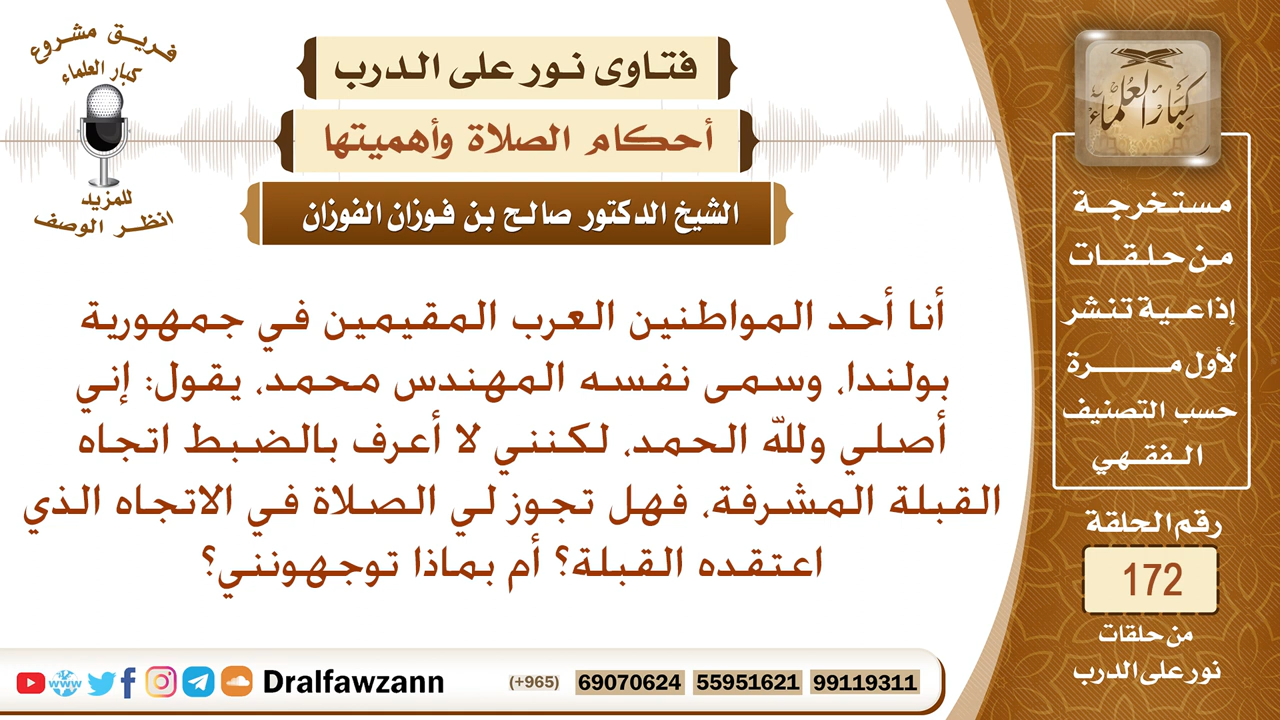 فريق مشروع
كبار العلماء
للمزيد
انظر الوصف
فتاوى نور على الدرب
أحكام الصلاة وأهميتها
الشيخ الدكتور صالح بن فوزان الفوزان
أنا أحد المواطنين العرب المقيمين في جمهورية
بولندا، وسمى نفسه المهندس محمد، يقول: إني
أصلي ولله الحمد، لكنني لا أعرف بالضبط اتجاه
القبلة المشرفة، فهل تجوز لي الصلاة في الاتجاه الذي
اعتقده القبلة؟ أم بماذا توجهونني؟
كبار العلماء
مستخرجة
من حلقات
إذاعية تنشر
لأول مرة
حسب التصنيف
الفقهي
رقم الحلقة
172
من حلقات
نور على الدرب
www Dralfawzann (+965) 69070624 55951621 99119311